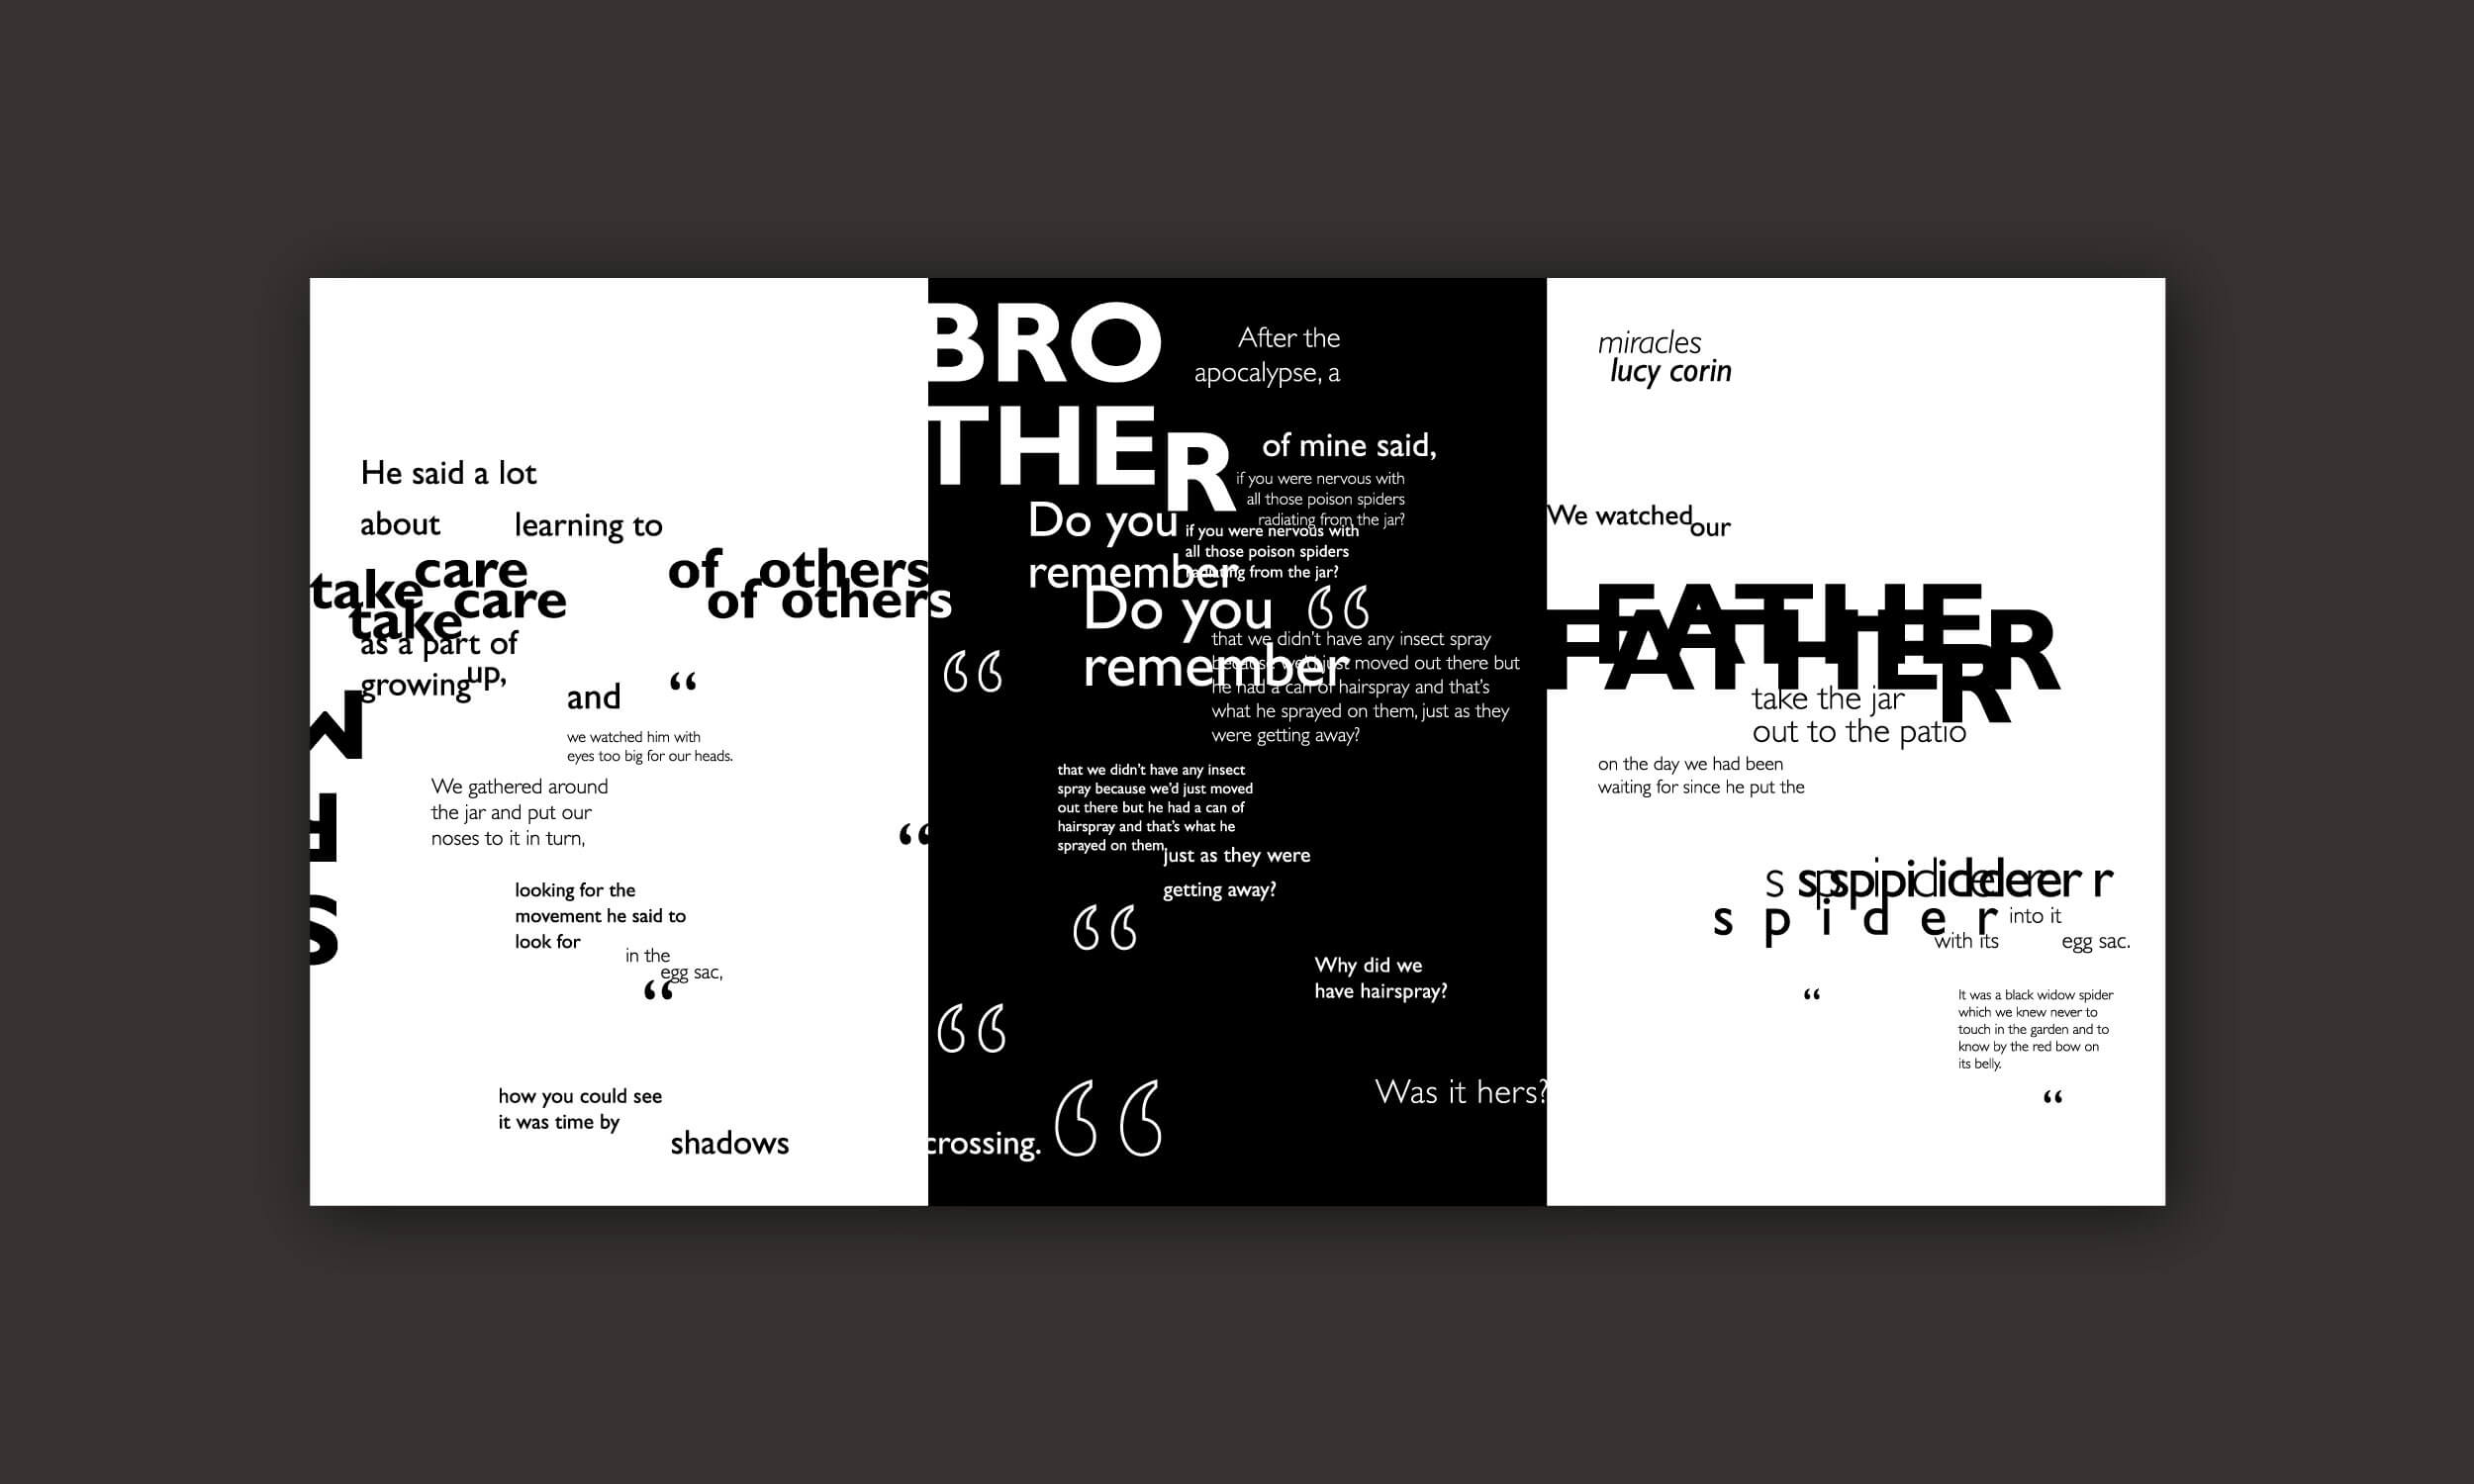 He said a lot
about learning to
take care of others
take care of others
as a part of
growing up,
and “
we watched him with
eyes too big for our heads.
We gathered around
the jar and put our
noses to it in turn,
“
looking for the
movement he said to
look for
in the
egg sac,
“
how you could see
it was time by
shadows
BRO
THER
After the
apocalypse, a
of mine said,
if you were nervous with
all those poison spiders
radiating from the jar?
Do you
remember
if you were nervous with
all those poison spiders
radiating from the jar?
Do you “
remember
“
that we didn’t have any insect spray
because we’d just moved out there but
he had a can of hairspray and that’s
what he sprayed on them, just as they
were getting away?
that we didn’t have any insect
spray because we’d just moved
out there but he had a can of
hairspray and that’s what he
sprayed on them,
just as they were
getting away?
“
Why did we
have hairspray?
“
Was it hers?
crossing. “
miracles
lucy corin
We watched our
FATHER
FATHER
take the jar
out to the patio
on the day we had been
waiting for since he put the
spider
spider into it
with its egg sac.
“
It was a black widow spider
which we knew never to
touch in the garden and to
know by the red bow on
its belly.
“